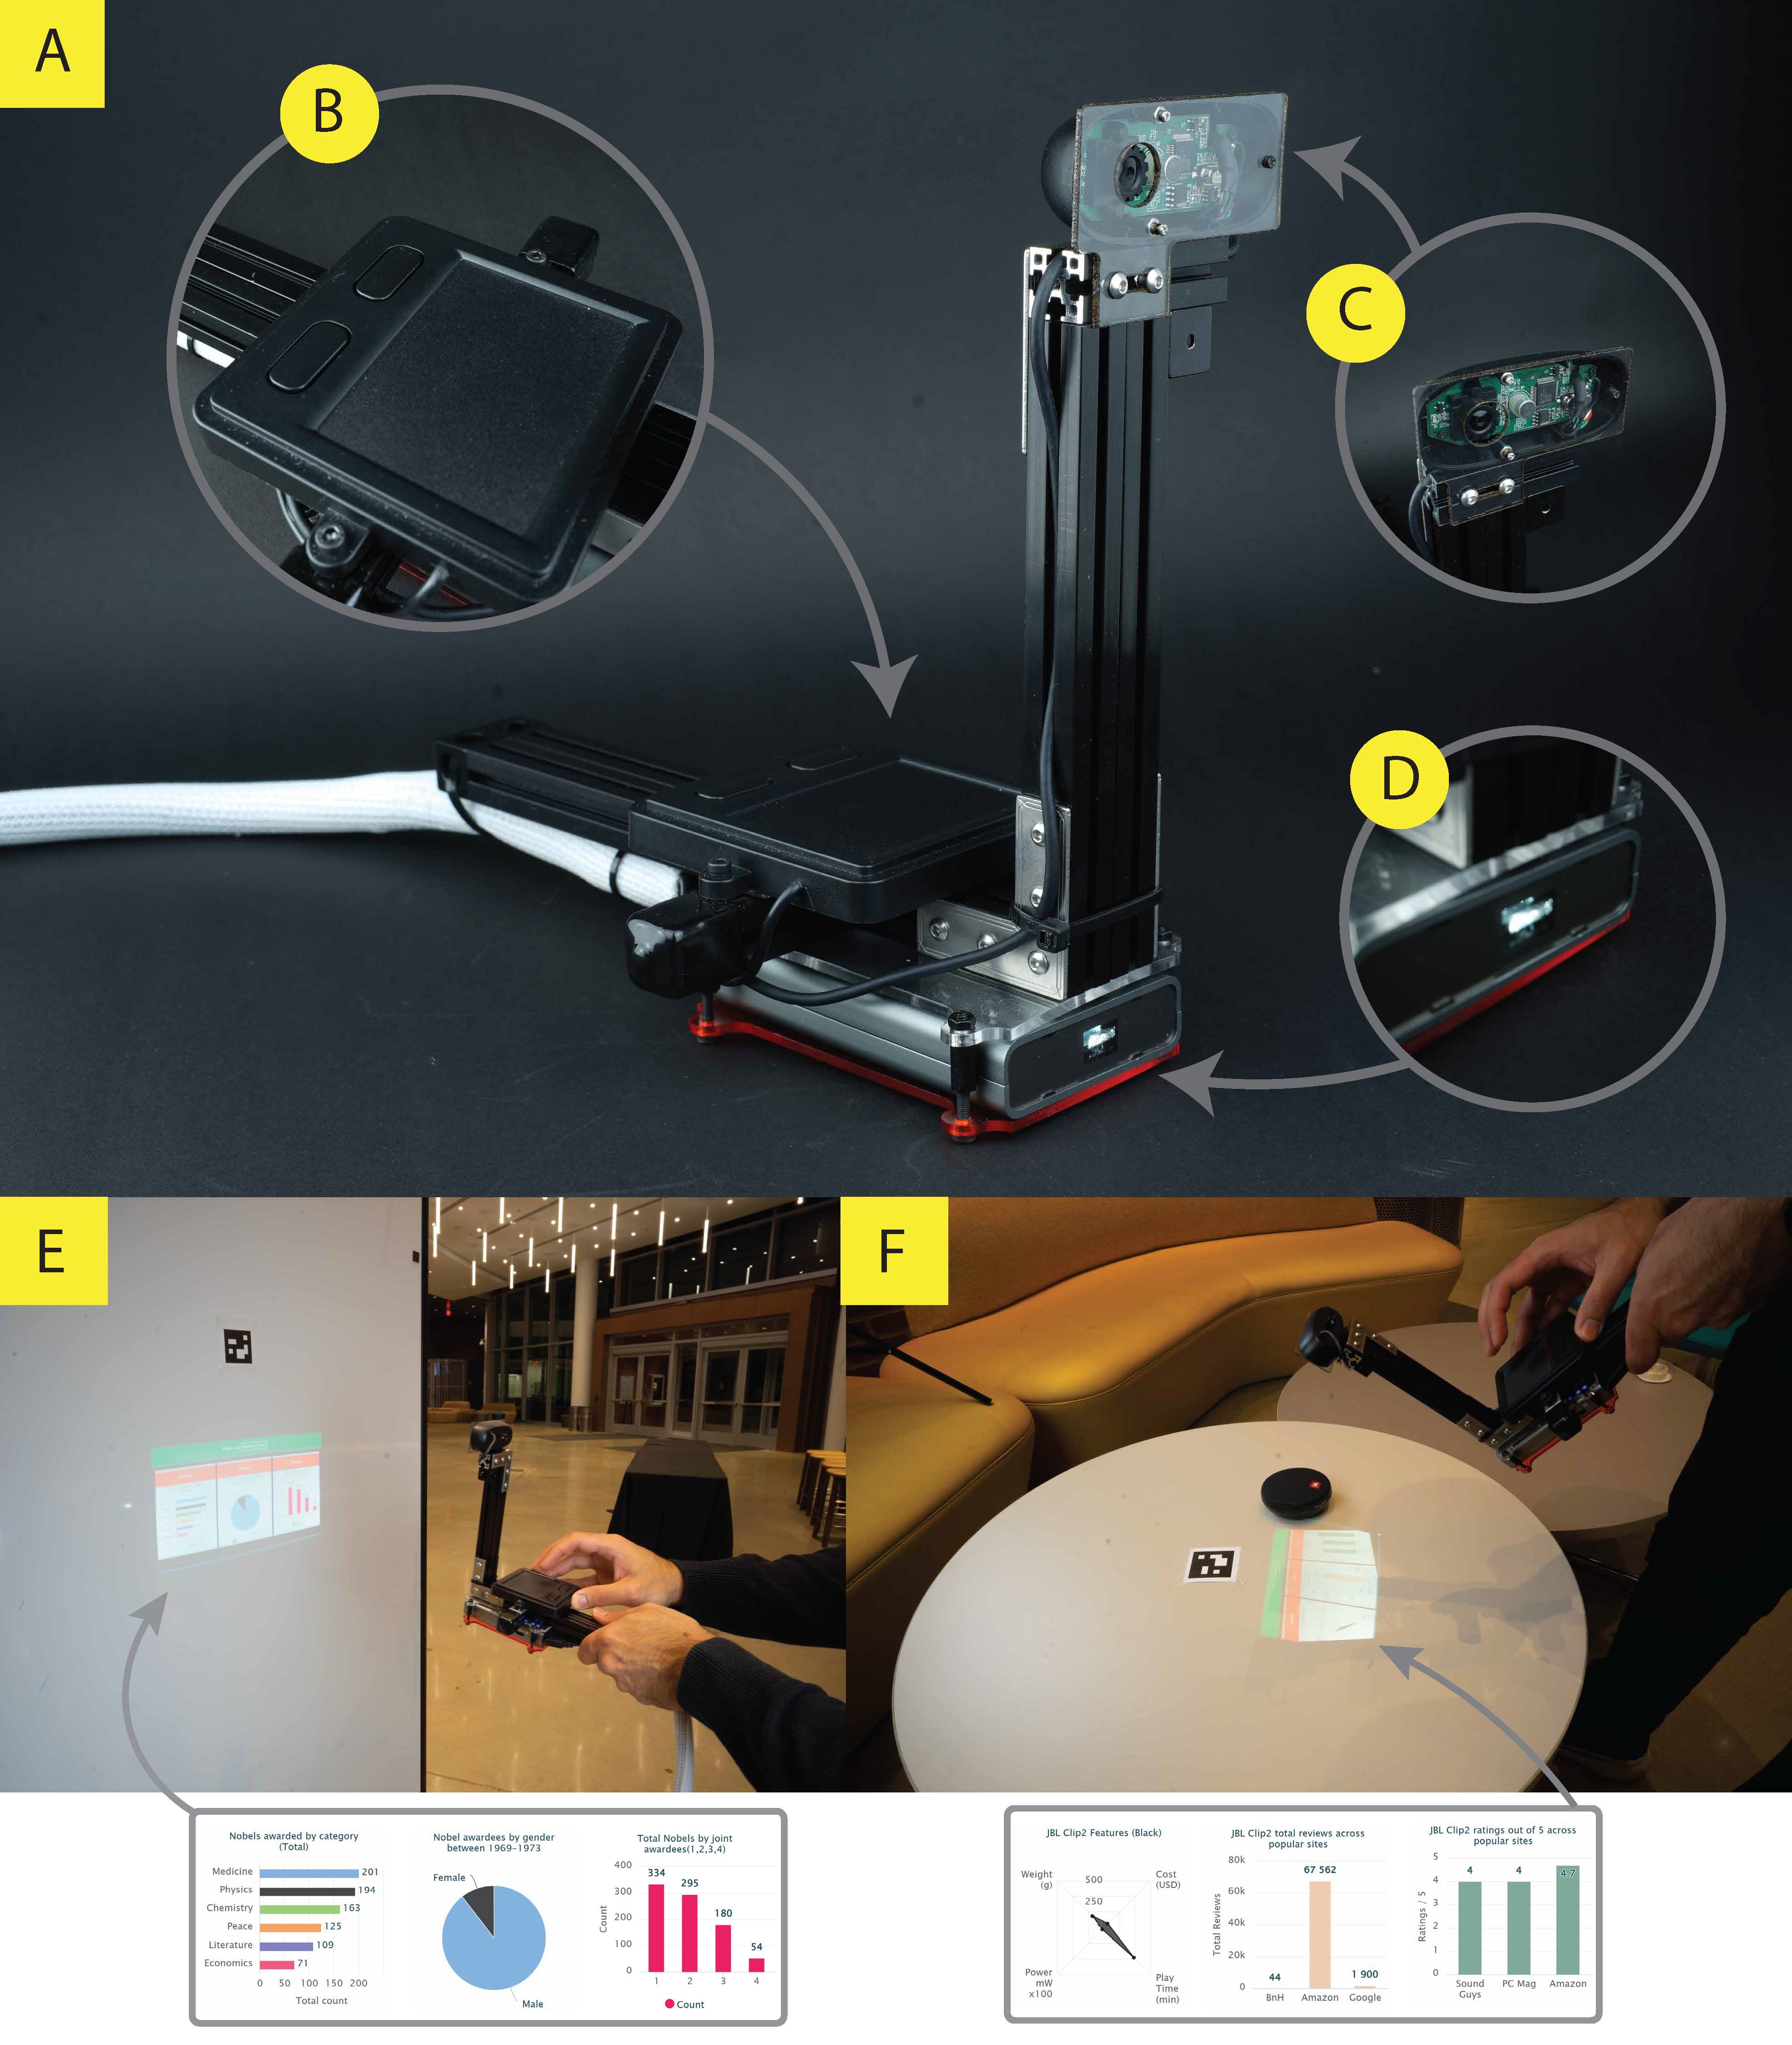 A
B
C
D
E
F
Nobels awarded by category
(Total)
Medicine
201
Physics
194
Chemistry
163
Peace
125
Literature
109
Economics
71
0 50 100 150 200
Total count
Nobel awardees by gender
between 1969–1973
Female
Male
Total Nobels by joint
awardees(1,2,3,4)
400
300
200
100
0
Count
334
295
180
54
1 2 3 4
Count
JBL Clip2 Features (Black)
Weight
(g)
500
250
Cost
(USD)
Power
mW
x100
Play
Time
(min)
JBL Clip2 total reviews across
popular sites
80k
60k
40k
20k
0
Total Reviews
44
67 562
1 900
BnH Amazon Google
JBL Clip2 ratings out of 5 across
popular sites
5
4
3
2
1
0
Ratings / 5
4
4
4.7
Sound
Guys
PC Mag
Amazon